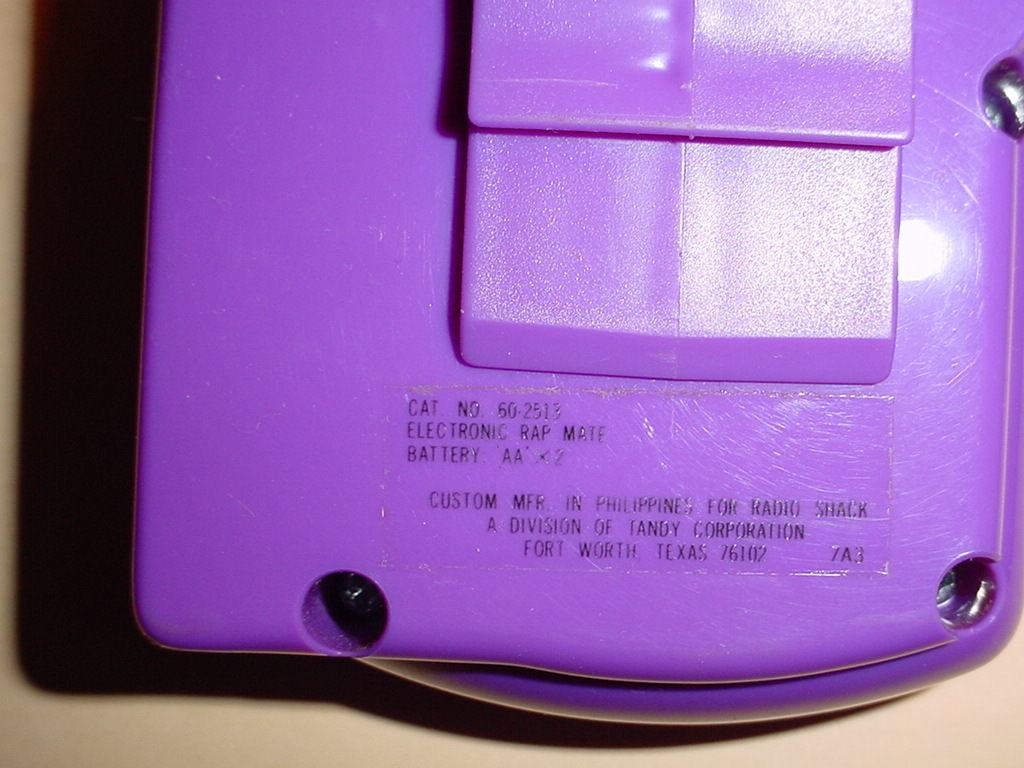 CAT. NO. 60-2513
ELECTRONIC RAP MATE
BATTERY 'AA' × 2
CUSTOM MFR. IN PHILIPPINES FOR RADIO SHACK
A DIVISION OF TANDY CORPORATION
FORT WORTH, TEXAS 76102 7A3